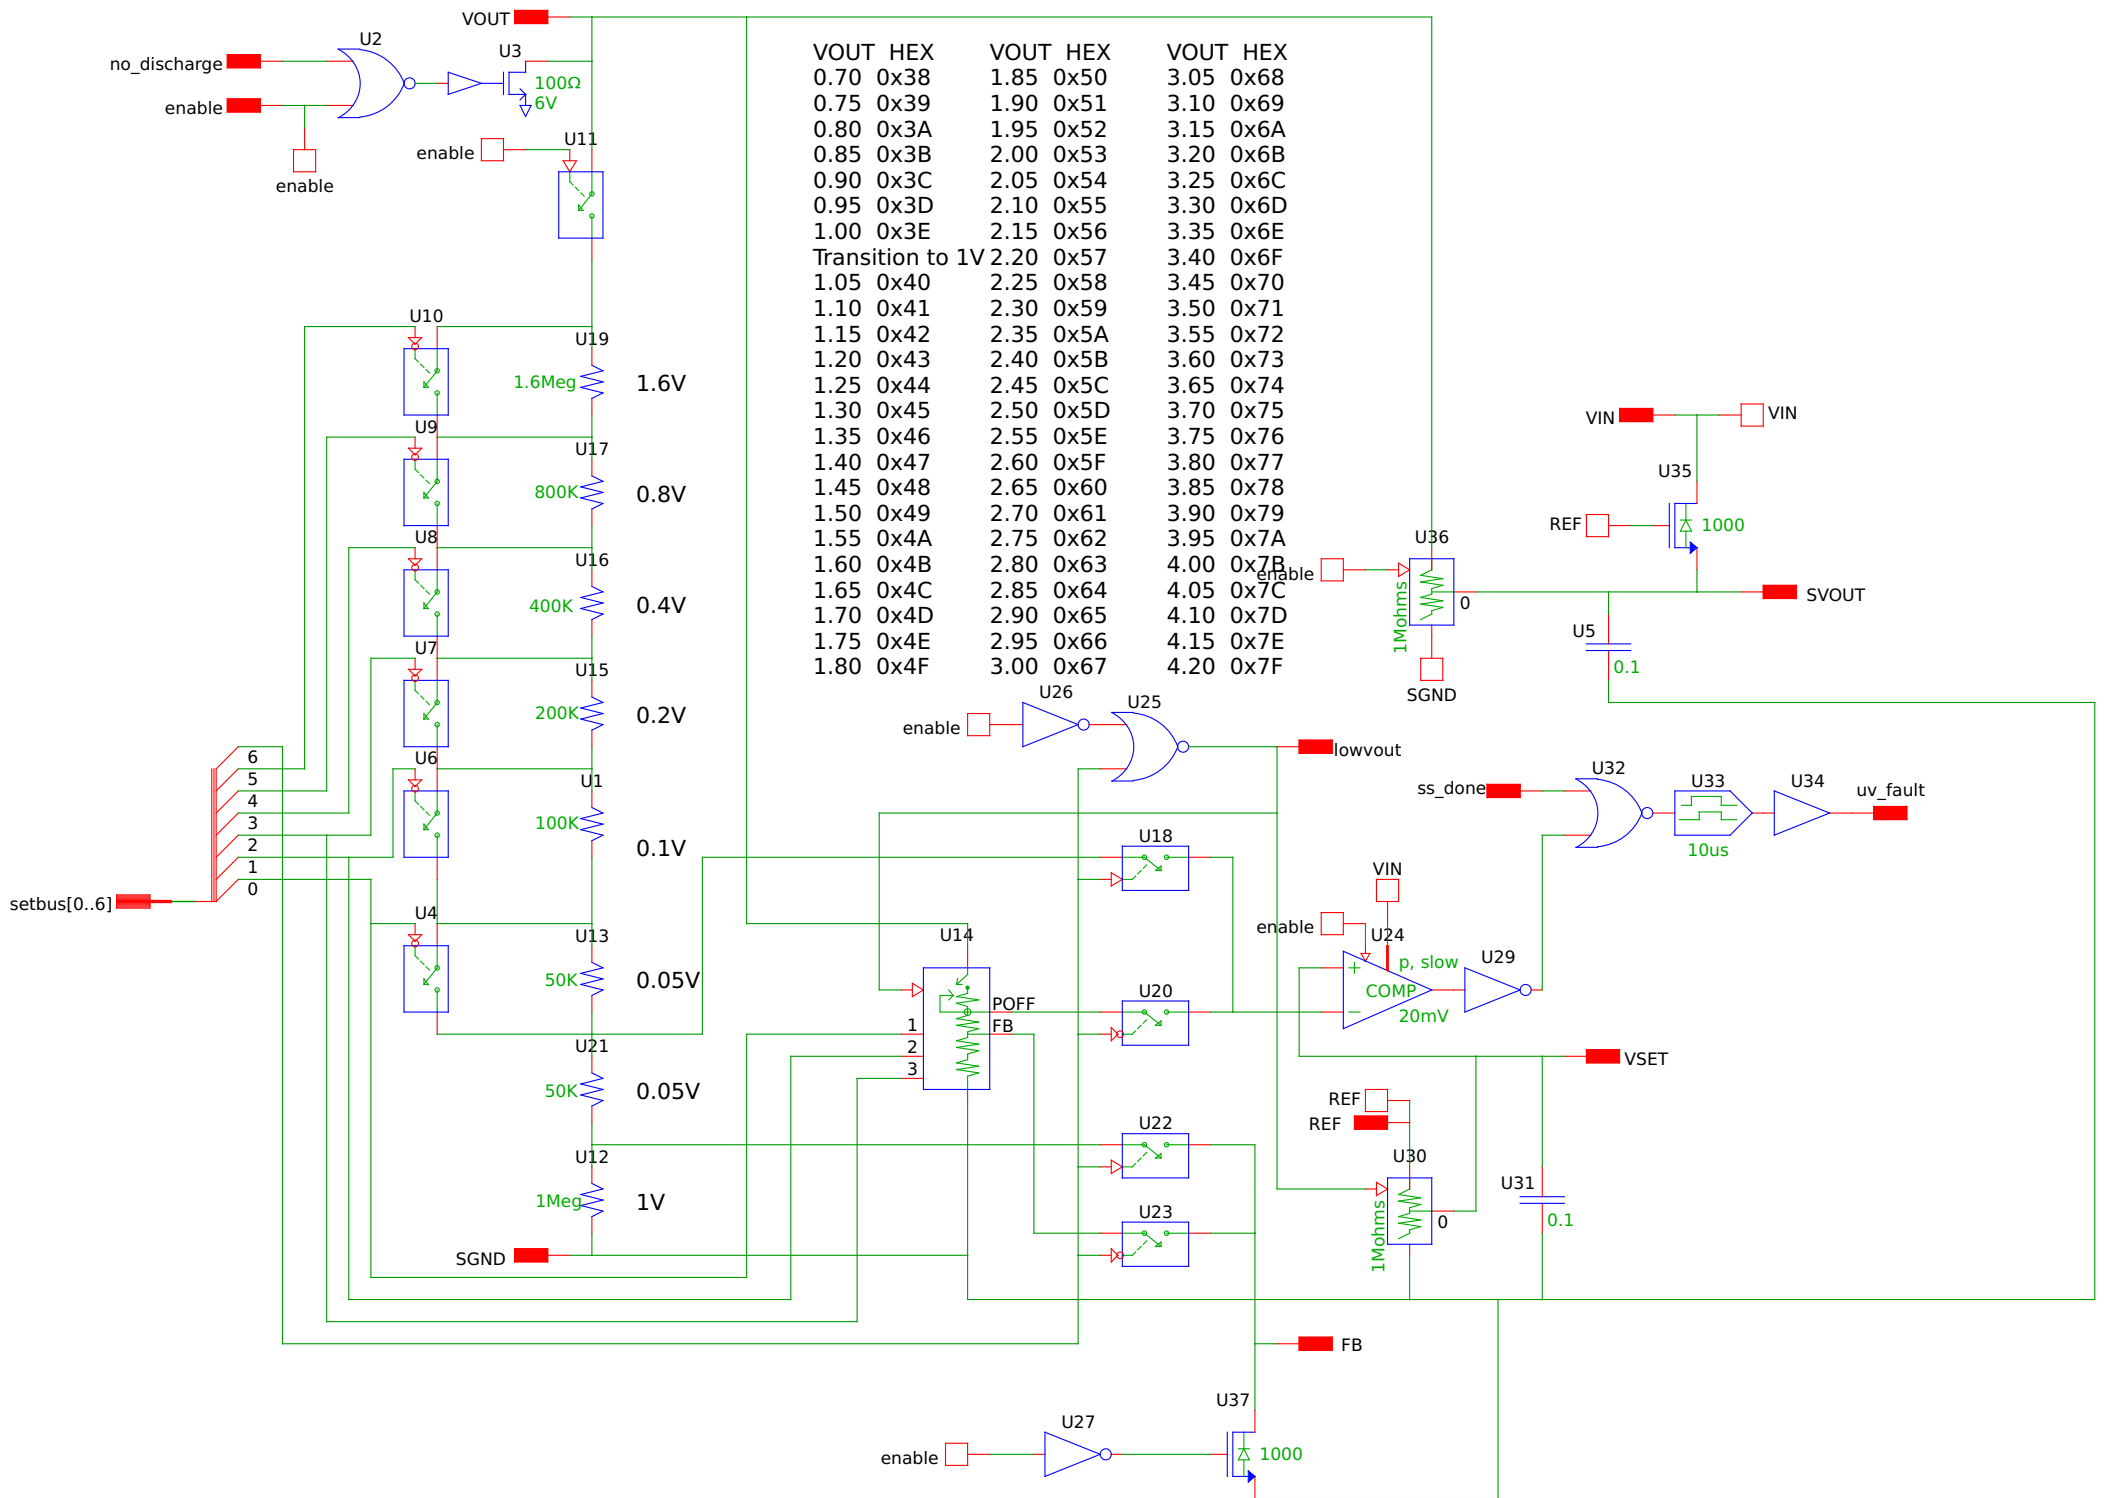 VOUT
U2
no_discharge
U3
100Ω
6V
enable
enable
enable
U11
VOUT HEX VOUT HEX VOUT HEX
0.70 0x38 1.85 0x50 3.05 0x68
0.75 0x39 1.90 0x51 3.10 0x69
0.80 0x3A 1.95 0x52 3.15 0x6A
0.85 0x3B 2.00 0x53 3.20 0x6B
0.90 0x3C 2.05 0x54 3.25 0x6C
0.95 0x3D 2.10 0x55 3.30 0x6D
1.00 0x3E 2.15 0x56 3.35 0x6E
Transition to 1V 2.20 0x57 3.40 0x6F
1.05 0x40 2.25 0x58 3.45 0x70
1.10 0x41 2.30 0x59 3.50 0x71
1.15 0x42 2.35 0x5A 3.55 0x72
1.20 0x43 2.40 0x5B 3.60 0x73
1.25 0x44 2.45 0x5C 3.65 0x74
1.30 0x45 2.50 0x5D 3.70 0x75
1.35 0x46 2.55 0x5E 3.75 0x76
1.40 0x47 2.60 0x5F 3.80 0x77
1.45 0x48 2.65 0x60 3.85 0x78
1.50 0x49 2.70 0x61 3.90 0x79
1.55 0x4A 2.75 0x62 3.95 0x7A
1.60 0x4B 2.80 0x63 4.00 0x7B
1.65 0x4C 2.85 0x64 4.05 0x7C
1.70 0x4D 2.90 0x65 4.10 0x7D
1.75 0x4E 2.95 0x66 4.15 0x7E
1.80 0x4F 3.00 0x67 4.20 0x7F
U10
U19
1.6Meg
1.6V
U9
U17
800K
0.8V
U8
U16
400K
0.4V
U7
U15
200K
0.2V
U6
U1
100K
0.1V
6
5
4
3
2
1
0
setbus[0..6]
U4
U13
50K
0.05V
U21
50K
0.05V
U12
1Meg
1V
SGND
VIN
VIN
U35
REF
1000
U36
enable
1Mohms
0
SGND
SVOUT
U5
0.1
U26
enable
U25
lowvout
U18
U14
POFF
FB
1
2
3
U20
U22
U23
ss_done
U32
U33
10us
U34
uv_fault
VIN
enable
U24
p, slow
+
COMP
−
20mV
U29
VSET
REF
REF
U30
1Mohms
0
U31
0.1
FB
U37
1000
U27
enable